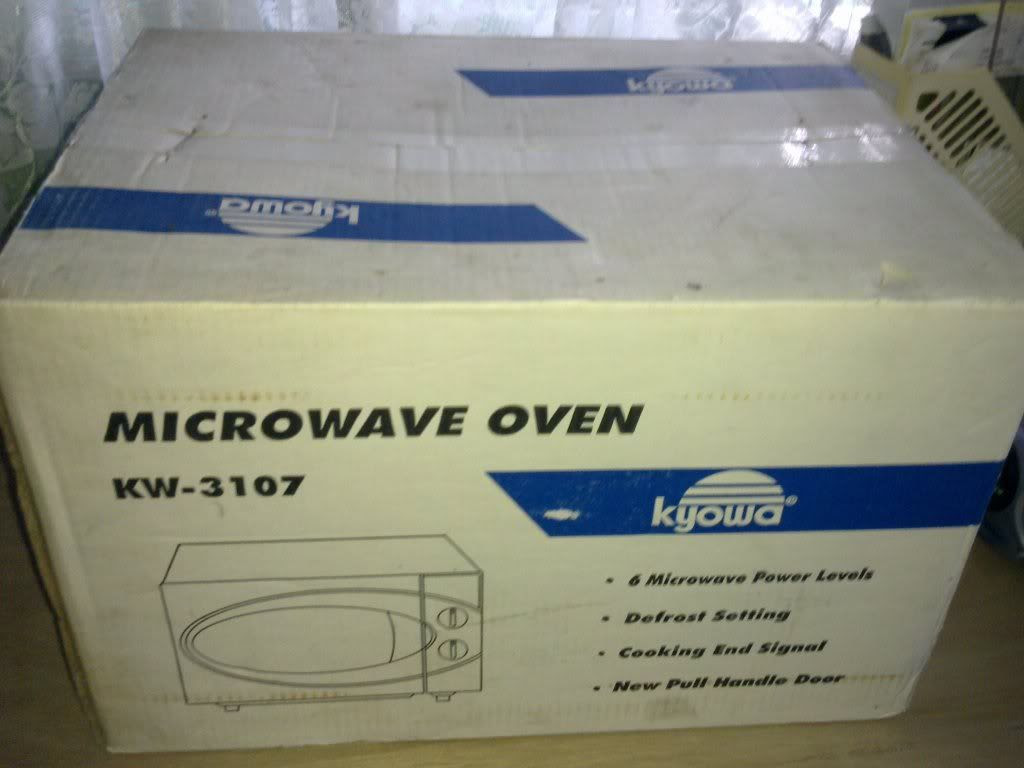 kyowa®
kyowa®
MICROWAVE OVEN
KW-3107
kyowa®
• 6 Microwave Power Levels
• Defrost Setting
• Cooking End Signal
• New Pull Handle Door